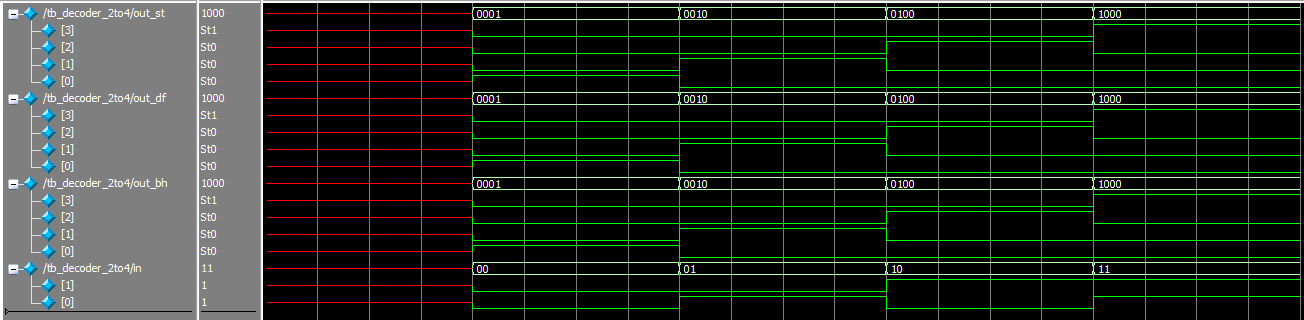 /tb_decoder_2to4/out_st 1000 0001 0010 0100 1000
[3] St1
[2] St0
[1] St0
[0] St0
/tb_decoder_2to4/out_df 1000 0001 0010 0100 1000
[3] St1
[2] St0
[1] St0
[0] St0
/tb_decoder_2to4/out_bh 1000 0001 0010 0100 1000
[3] St1
[2] St0
[1] St0
[0] St0
/tb_decoder_2to4/in 11 00 01 10 11
[1] 1
[0] 1